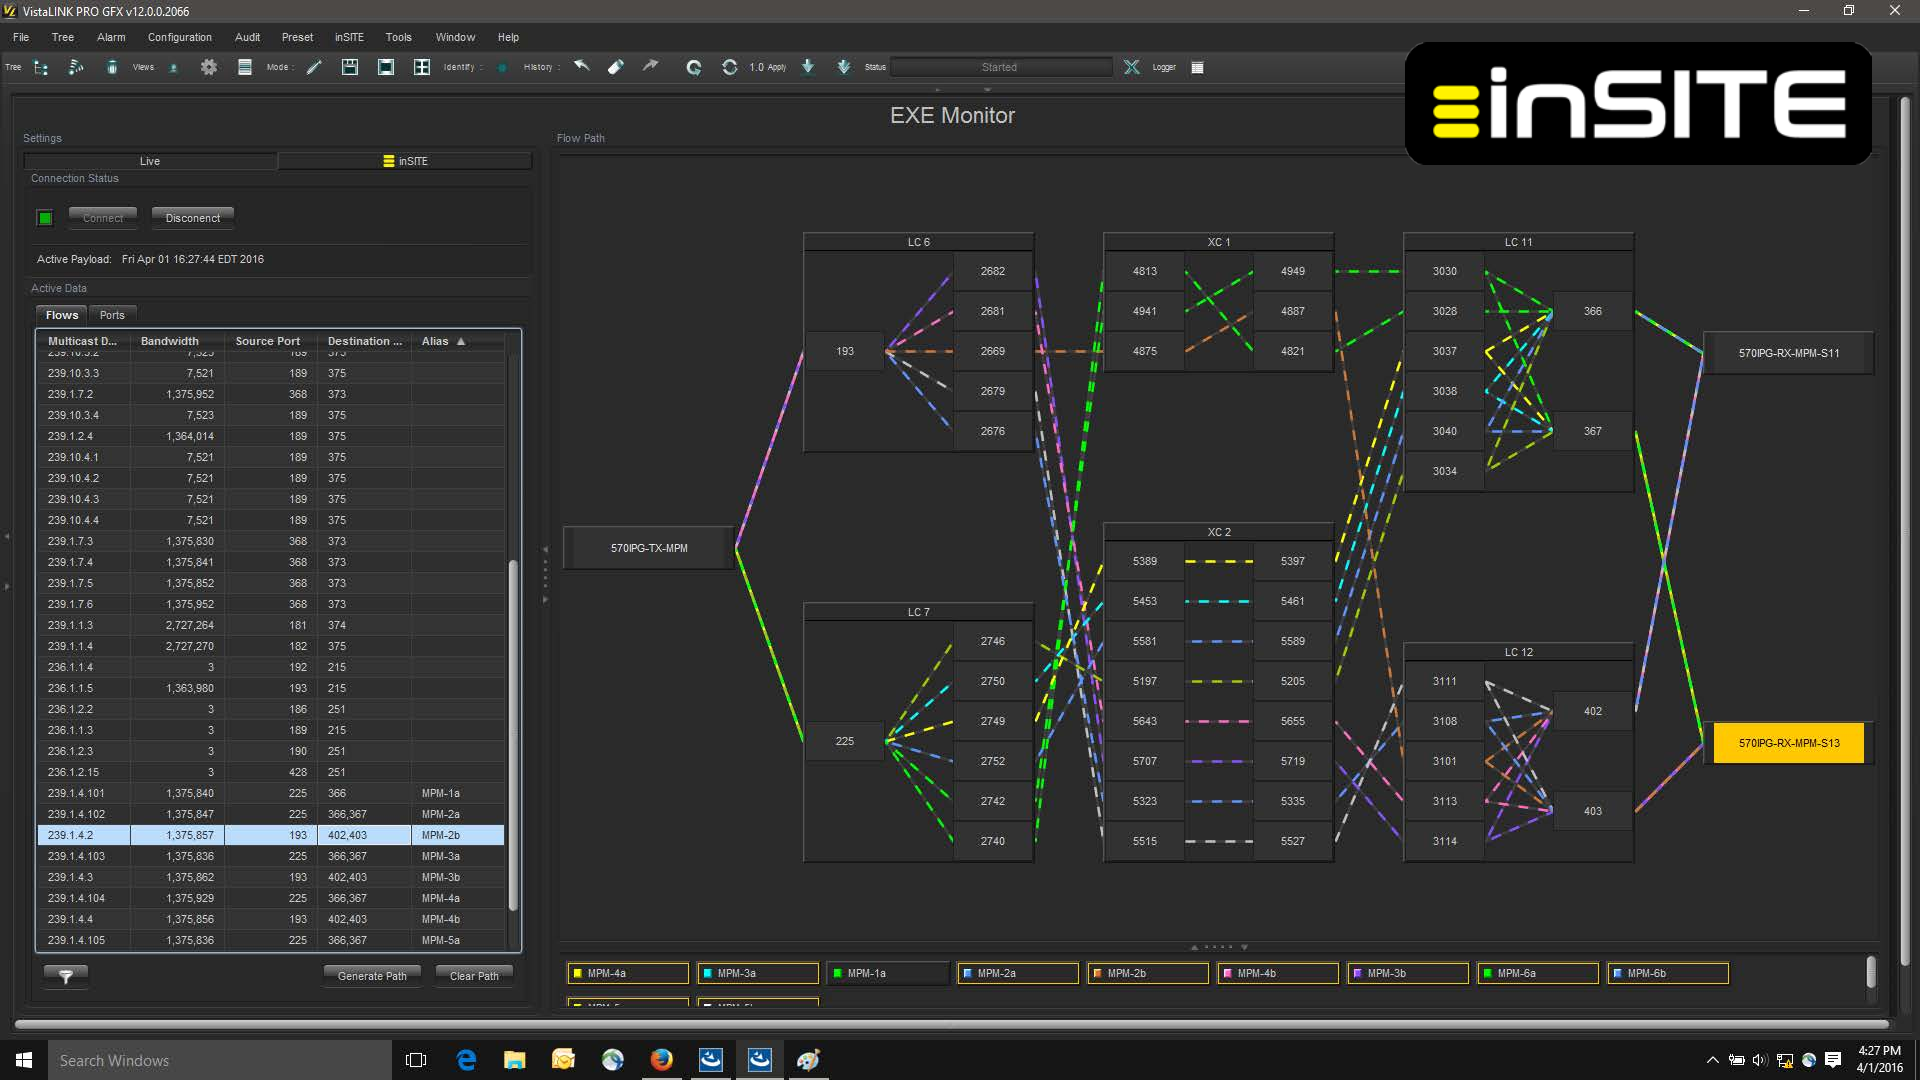 VistaLINK PRO GFX v12.0.0.2066
File Tree Alarm Configuration Audit Preset inSITE Tools Window Help
Tree Views Mode : Identify : History : 1.0 Apply Status Started Logger
inSITE
EXE Monitor
Settings
Live inSITE
Connection Status
Connect Disconenct
Active Payload: Fri Apr 01 16:27:44 EDT 2016
Active Data
Flows Ports
Multicast D... Bandwidth Source Port Destination ... Alias
239.10.3.2 7,523 189 375
239.10.3.3 7,521 189 375
239.1.7.2 1,375,952 368 373
239.10.3.4 7,523 189 375
239.1.2.4 1,364,014 189 375
239.10.4.1 7,521 189 375
239.10.4.2 7,521 189 375
239.10.4.3 7,521 189 375
239.10.4.4 7,521 189 375
239.1.7.3 1,375,830 368 373
239.1.7.4 1,375,841 368 373
239.1.7.5 1,375,852 368 373
239.1.7.6 1,375,952 368 373
239.1.1.3 2,727,264 181 374
239.1.1.4 2,727,270 182 375
236.1.1.4 3 192 215
236.1.1.5 1,363,980 193 215
236.1.2.2 3 186 251
236.1.1.3 3 189 215
236.1.2.3 3 190 251
236.1.2.15 3 428 251
239.1.4.101 1,375,840 225 366 MPM-1a
239.1.4.102 1,375,847 225 366,367 MPM-2a
239.1.4.2 1,375,857 193 402,403 MPM-2b
239.1.4.103 1,375,836 225 366,367 MPM-3a
239.1.4.3 1,375,862 193 402,403 MPM-3b
239.1.4.104 1,375,929 225 366,367 MPM-4a
239.1.4.4 1,375,856 193 402,403 MPM-4b
239.1.4.105 1,375,836 225 366,367 MPM-5a
Generate Path Clear Path
Flow Path
570IPG-TX-MPM
LC 6
193
2682
2681
2669
2679
2676
LC 7
225
2746
2750
2749
2752
2742
2740
XC 1
4813 4949
4941 4887
4875 4821
XC 2
5389 5397
5453 5461
5581 5589
5197 5205
5643 5655
5707 5719
5323 5335
5515 5527
LC 11
3030
3028
3037
3038
3040
3034
366
367
LC 12
3111
3108
3101
3113
3114
402
403
570IPG-RX-MPM-S11
570IPG-RX-MPM-S13
MPM-4a MPM-3a MPM-1a MPM-2a MPM-2b MPM-4b MPM-3b MPM-6a MPM-6b
Search Windows
4:27 PM
4/1/2016